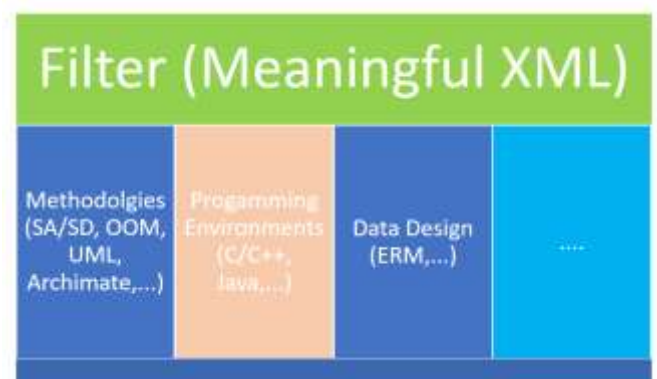 Filter (Meaningful XML)
Methodolgies
(SA/SD, OOM,
UML,
Archimate,...)
Progamming
Environments
(C/C++,
Java,...)
Data Design
(ERM,...)
....